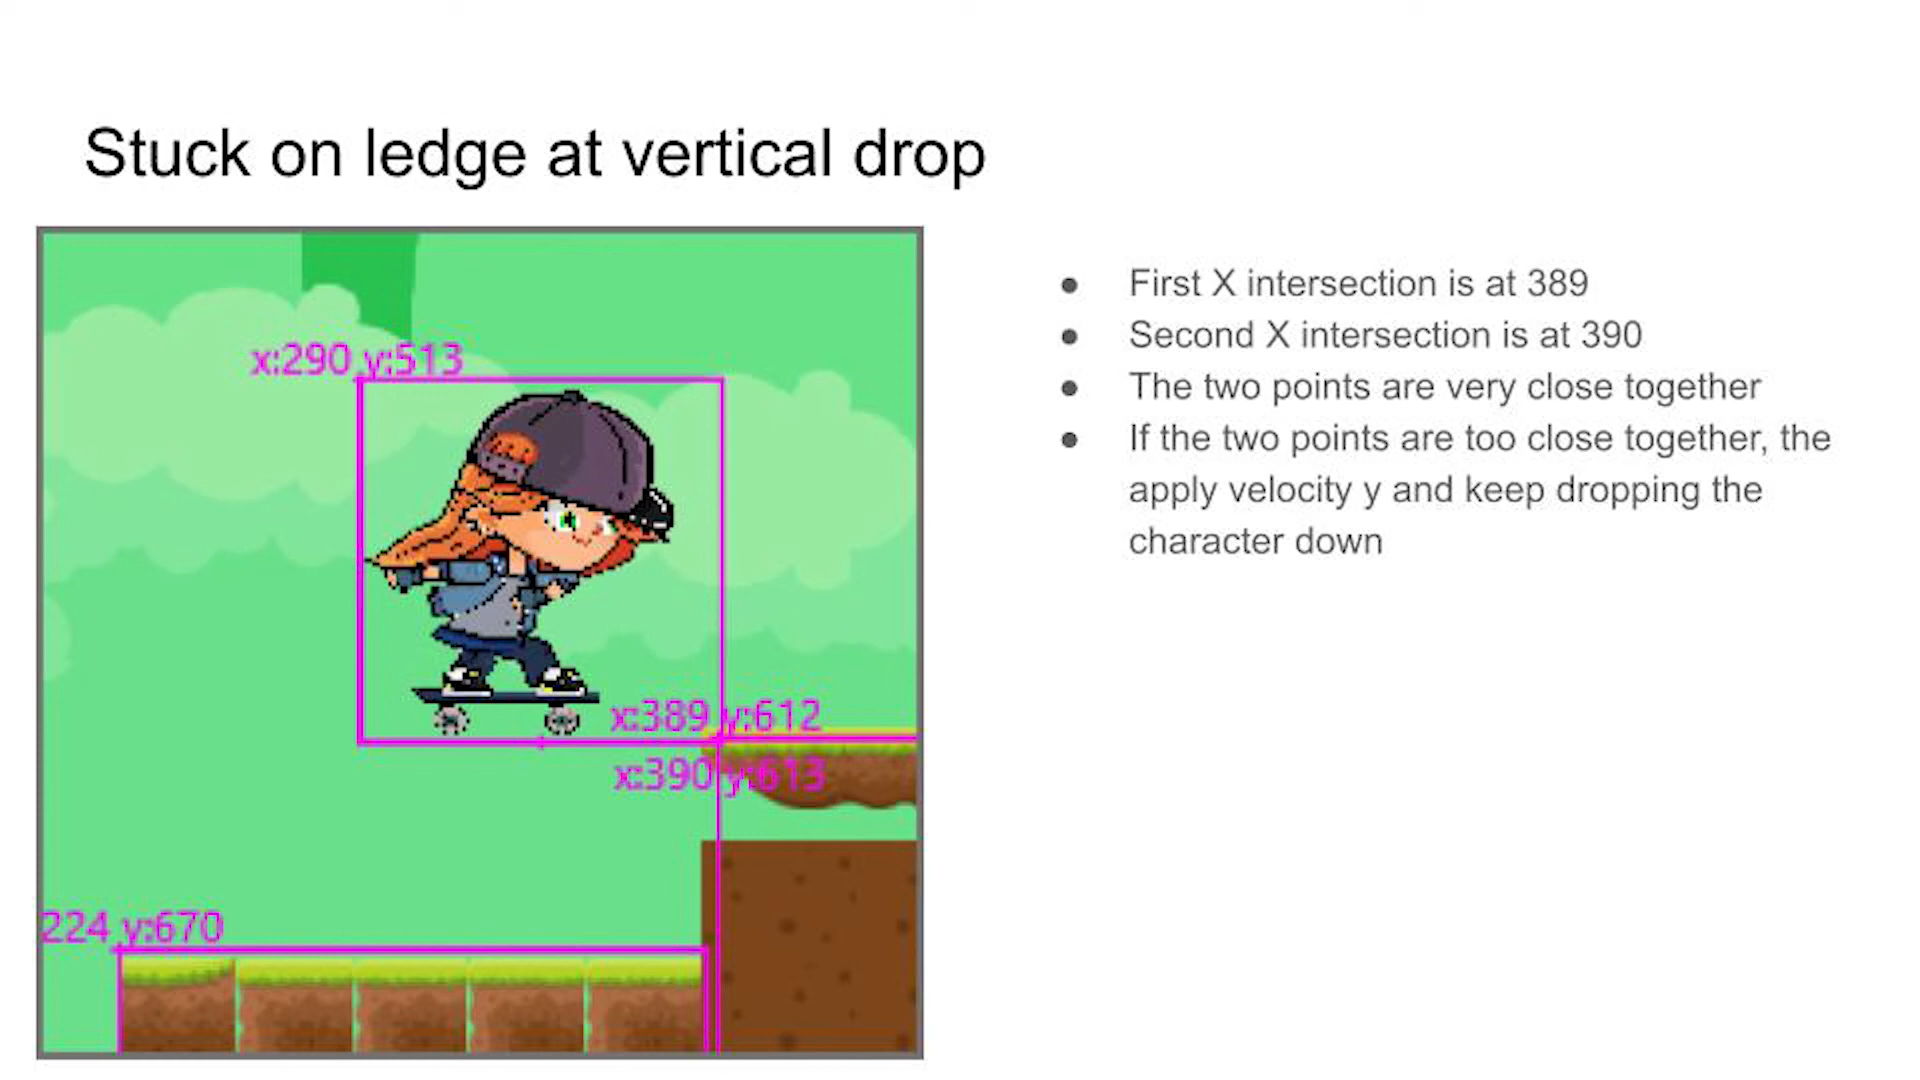 Stuck on ledge at vertical drop
x:290 y:513
x:389 y:612
x:390 y:613
224 y:670
● First X intersection is at 389
● Second X intersection is at 390
● The two points are very close together
● If the two points are too close together, the
apply velocity y and keep dropping the
character down